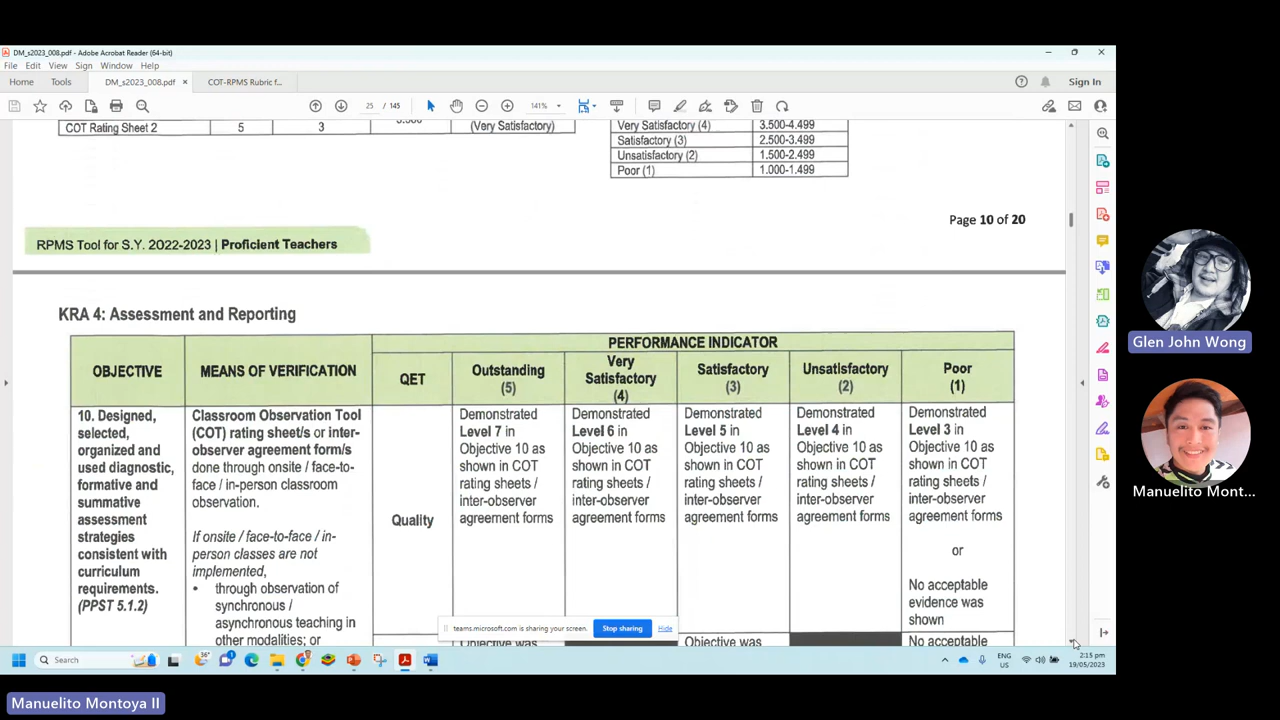 DM_s2023_008.pdf - Adobe Acrobat Reader (64-bit)
File Edit View Sign Window Help
Home Tools DM_s2023_008.pdf × COT-RPMS Rubric f... Sign In
25 / 145 141%
COT Rating Sheet 2 5 3 (Very Satisfactory)
Very Satisfactory (4) 3.500-4.499
Satisfactory (3) 2.500-3.499
Unsatisfactory (2) 1.500-2.499
Poor (1) 1.000-1.499
Page 10 of 20
RPMS Tool for S.Y. 2022-2023 | Proficient Teachers
KRA 4: Assessment and Reporting
PERFORMANCE INDICATOR
OBJECTIVE
MEANS OF VERIFICATION
QET
Outstanding
(5)
Very
Satisfactory
(4)
Satisfactory
(3)
Unsatisfactory
(2)
Poor
(1)
10. Designed,
selected,
organized and
used diagnostic,
formative and
summative
assessment
strategies
consistent with
curriculum
requirements.
(PPST 5.1.2)
Classroom Observation Tool
(COT) rating sheet/s or inter-
observer agreement form/s
done through onsite / face-to-
face / in-person classroom
observation.
If onsite / face-to-face / in-
person classes are not
implemented,
• through observation of
synchronous /
asynchronous teaching in
other modalities; or
Quality
Demonstrated
Level 7 in
Objective 10 as
shown in COT
rating sheets /
inter-observer
agreement forms
Demonstrated
Level 6 in
Objective 10 as
shown in COT
rating sheets /
inter-observer
agreement forms
Demonstrated
Level 5 in
Objective 10 as
shown in COT
rating sheets /
inter-observer
agreement forms
Demonstrated
Level 4 in
Objective 10 as
shown in COT
rating sheets /
inter-observer
agreement forms
Demonstrated
Level 3 in
Objective 10 as
shown in COT
rating sheets /
inter-observer
agreement forms
or
No acceptable
evidence was
shown
Objective was
Objective was
No acceptable
teams.microsoft.com is sharing your screen. Stop sharing Hide
Search
36°
ENG
US
2:15 pm
19/05/2023
Glen John Wong
Manuelito Mont...
Manuelito Montoya II